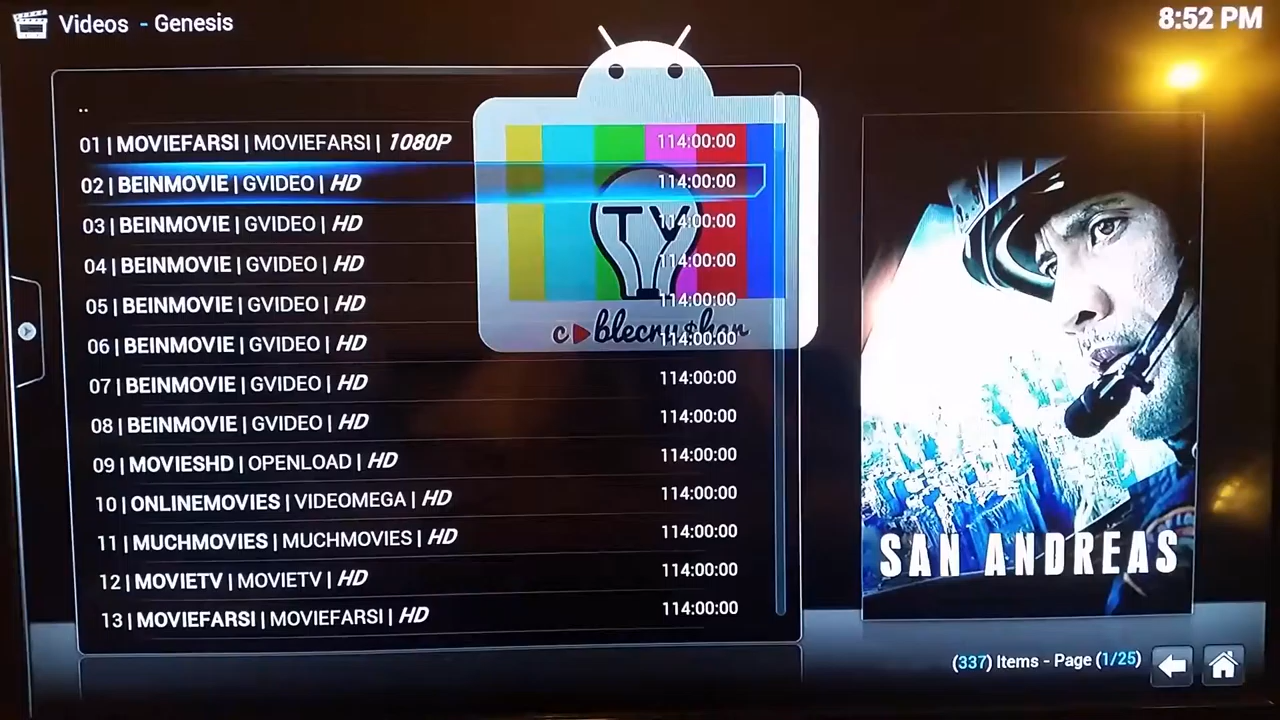 Videos - Genesis
8:52 PM
..
01 | MOVIEFARSI | MOVIEFARSI | 1080P 114:00:00
02 | BEINMOVIE | GVIDEO | HD 114:00:00
03 | BEINMOVIE | GVIDEO | HD 114:00:00
04 | BEINMOVIE | GVIDEO | HD 114:00:00
05 | BEINMOVIE | GVIDEO | HD 114:00:00
06 | BEINMOVIE | GVIDEO | HD 114:00:00
07 | BEINMOVIE | GVIDEO | HD 114:00:00
08 | BEINMOVIE | GVIDEO | HD 114:00:00
09 | MOVIESHD | OPENLOAD | HD 114:00:00
10 | ONLINEMOVIES | VIDEOMEGA | HD 114:00:00
11 | MUCHMOVIES | MUCHMOVIES | HD 114:00:00
12 | MOVIETV | MOVIETV | HD 114:00:00
13 | MOVIEFARSI | MOVIEFARSI | HD 114:00:00
TV
SAN ANDREAS
(337) Items - Page (1/25)